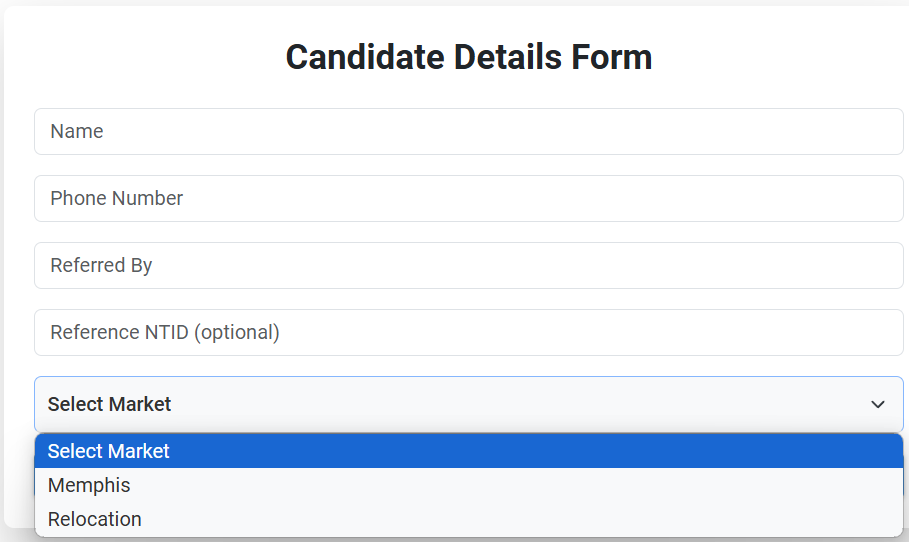 Candidate Details Form
Name
Phone Number
Referred By
Reference NTID (optional)
Select Market
Select Market
Memphis
Relocation